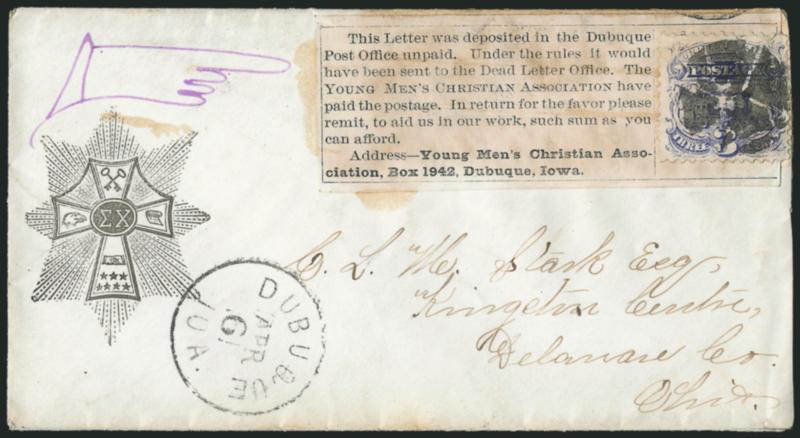 This Letter was deposited in the Dubuque
Post Office unpaid. Under the rules it would
have been sent to the Dead Letter Office. The
YOUNG MEN'S CHRISTIAN ASSOCIATION have
paid the postage. In return for the favor please
remit, to aid us in our work, such sum as you
can afford.
Address—Young Men's Christian Asso-
ciation, Box 1942, Dubuque, Iowa.
POSTAGE
THREE
3
ΣΧ
DUBUQUE
IOWA.
APR
6
C. L. M. Stark Esq,
Kingston Centre,
Delaware Co.
Ohio.